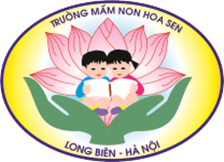 TRƯỜNG MẦM NON HOA SEN
LONG BIÊN - HÀ NỘI